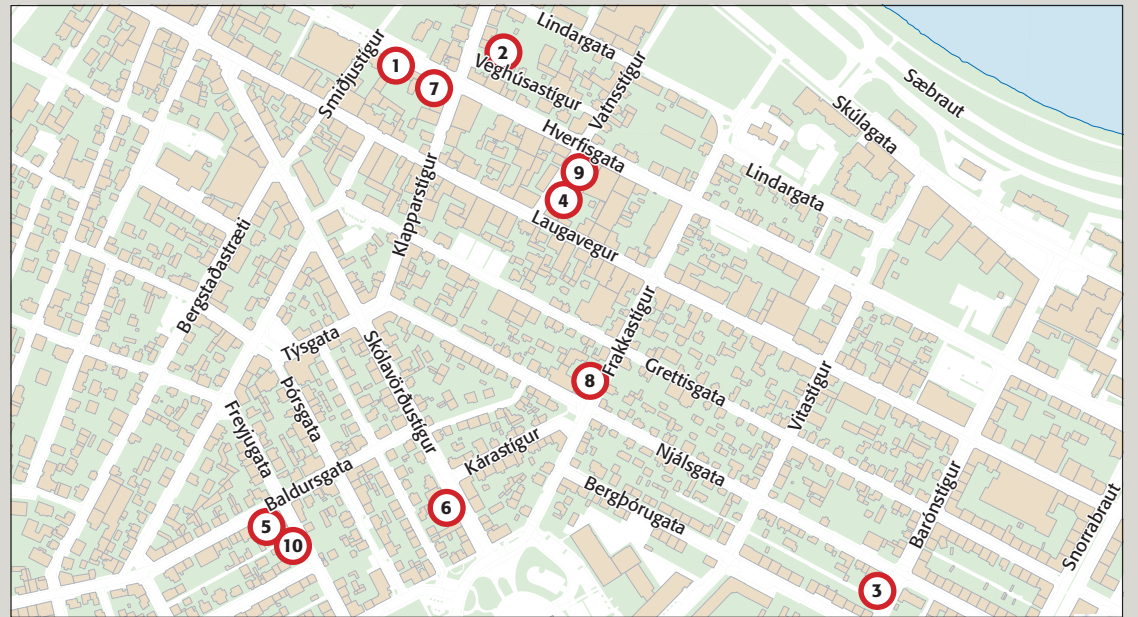 Lindargata
Sæbraut
2
1
Veghúsastígur
Smiðjustígur
Vatnsstígur
7
Skúlagata
Hverfisgata
9
Lindargata
4
Klapparstígur
Laugavegur
Bergstaðastræti
Frakkastígur
Týsgata
Skólavörðustígur
8
Grettisgata
Vitastígur
Þórsgata
Freyjugata
Kárastígur
Njálsgata
Baldursgata
6
Bergþórugata
Barónstígur
Snorrabraut
5
10
3